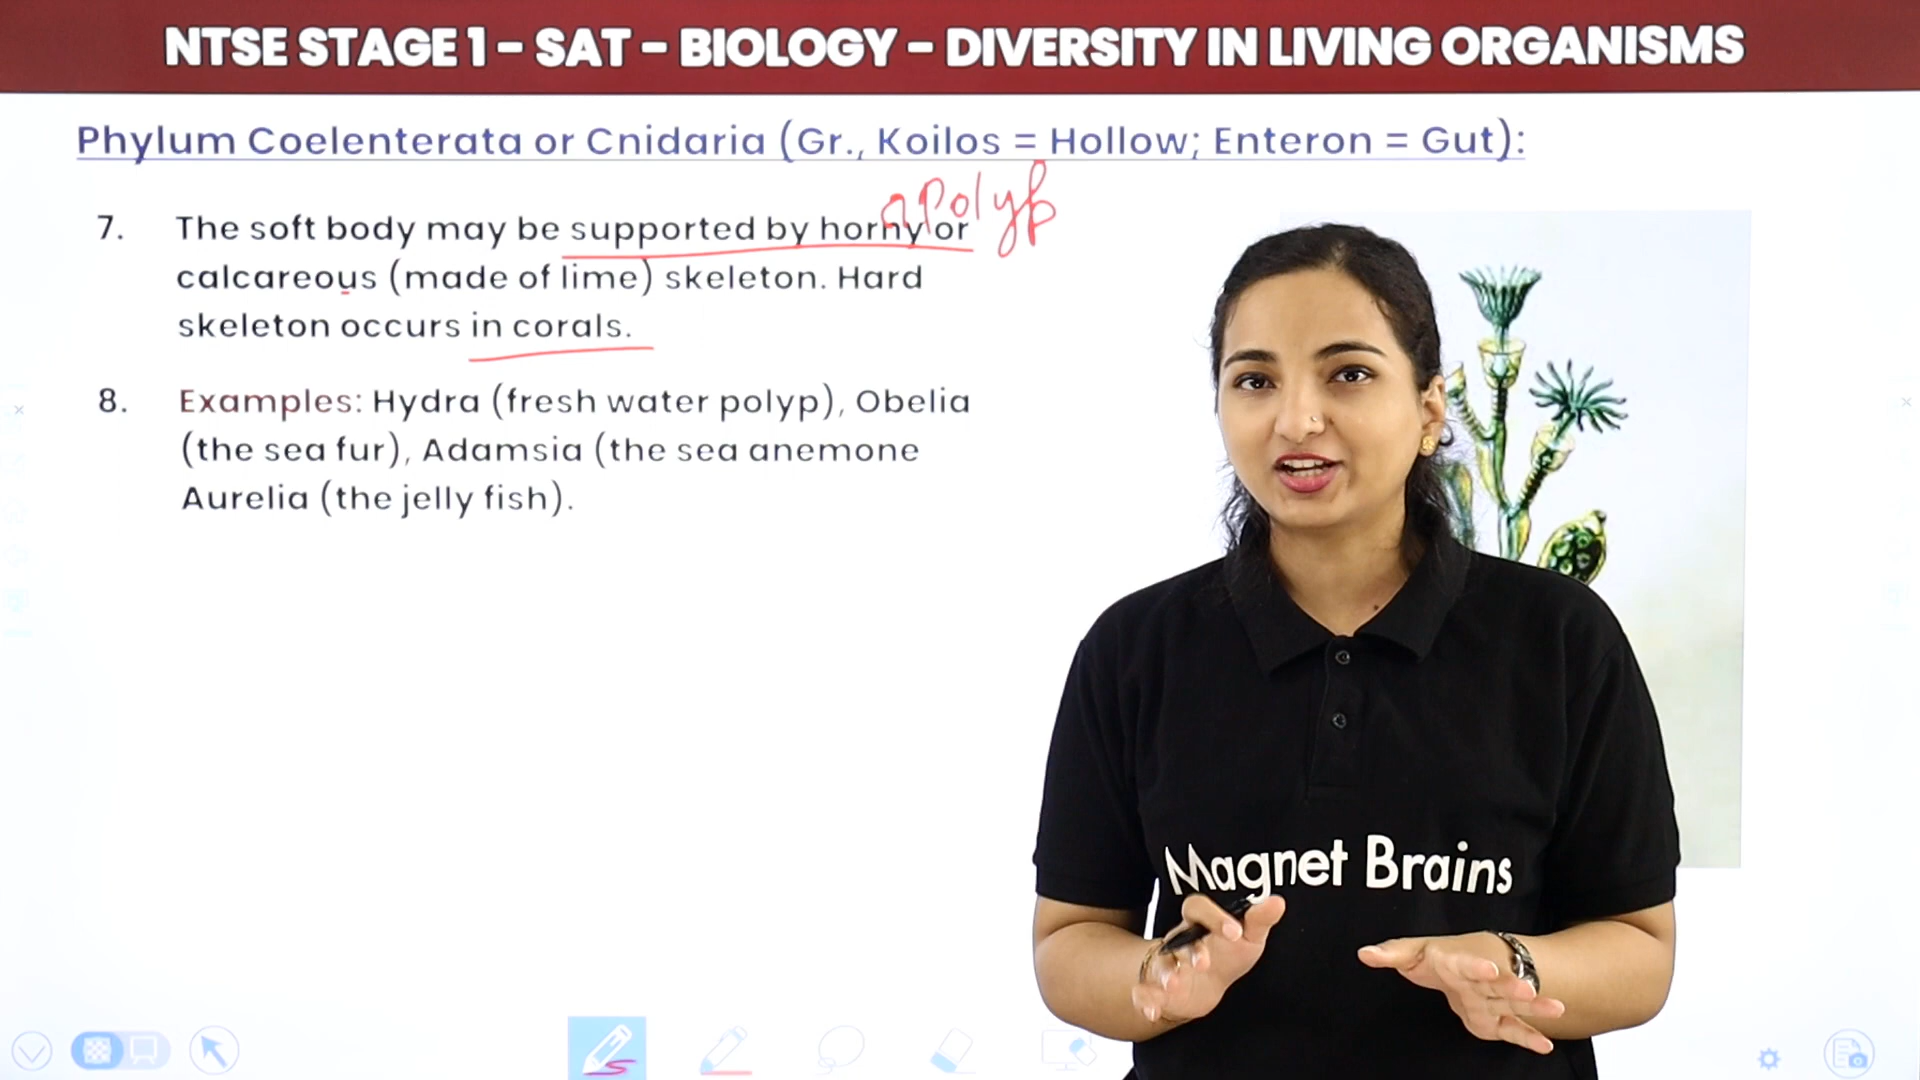 NTSE STAGE 1 – SAT – BIOLOGY – DIVERSITY IN LIVING ORGANISMS
Phylum Coelenterata or Cnidaria (Gr., Koilos = Hollow; Enteron = Gut):
Polyp
7. The soft body may be supported by horny or
calcareous (made of lime) skeleton. Hard
skeleton occurs in corals.
8. Examples: Hydra (fresh water polyp), Obelia
(the sea fur), Adamsia (the sea anemone
Aurelia (the jelly fish).
Magnet Brains